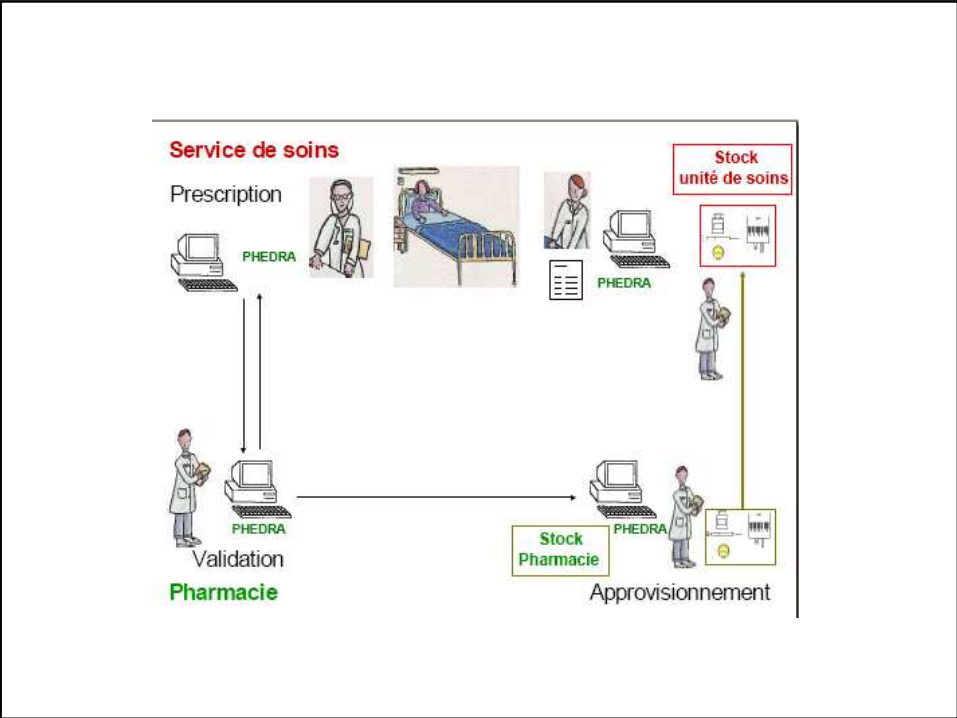 Service de soins
Stock
unité de soins
Prescription
PHEDRA
PHEDRA
PHEDRA
PHEDRA
Stock
Pharmacie
Validation
Pharmacie
Approvisionnement